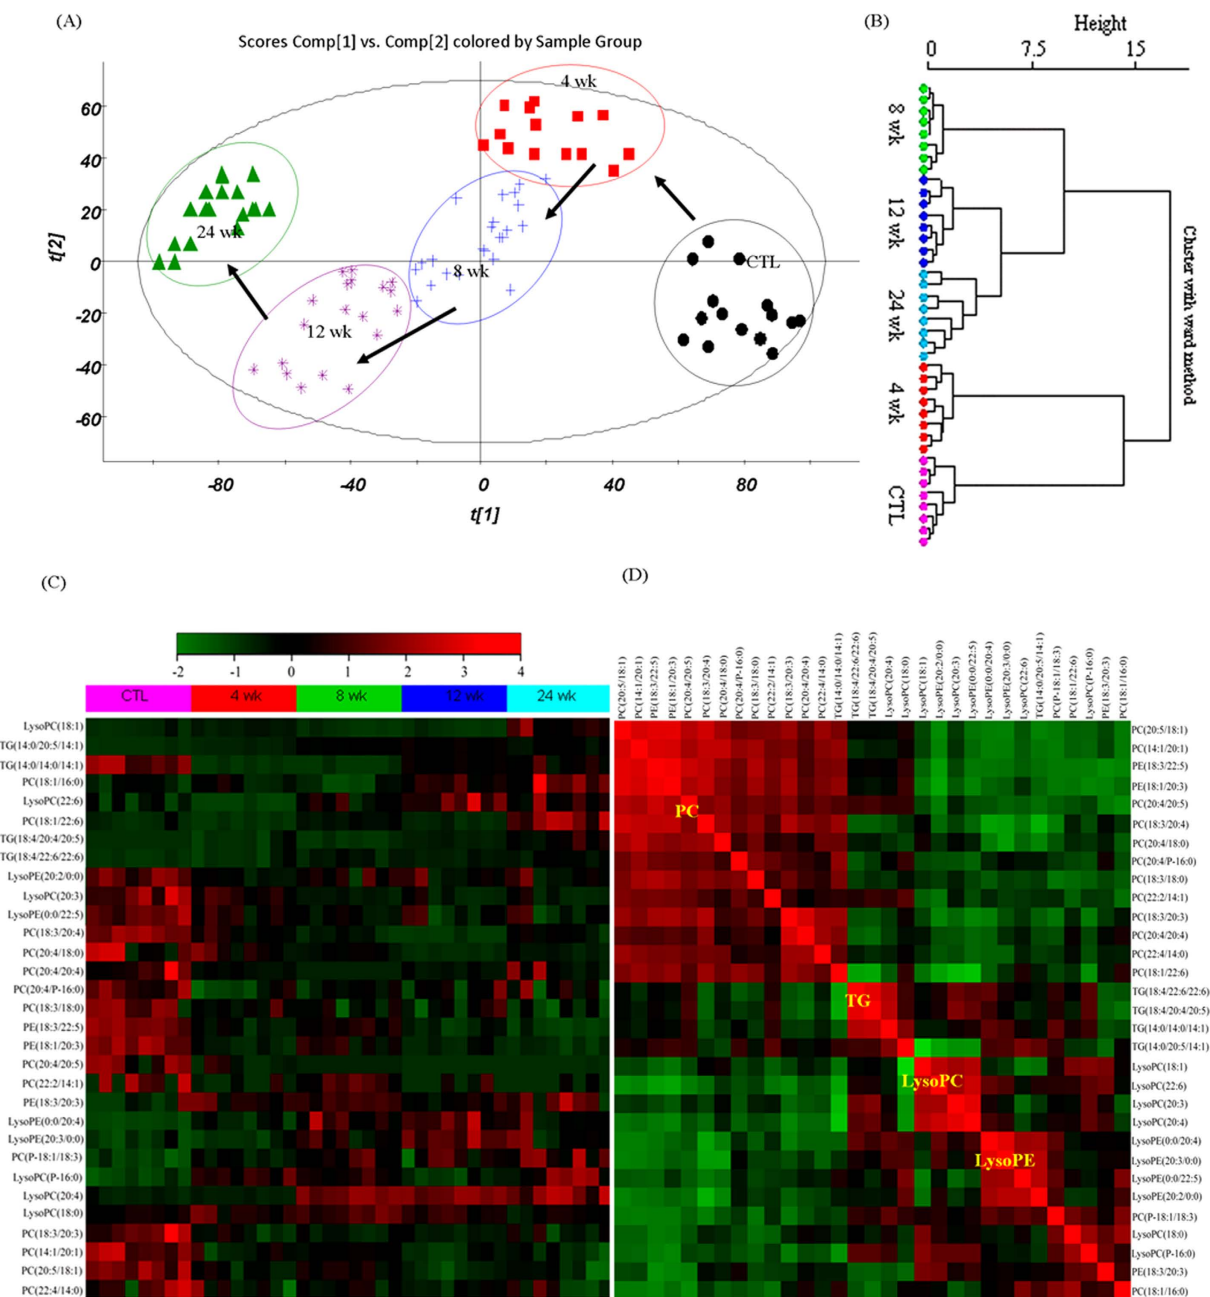 (A)
Scores Comp[1] vs. Comp[2] colored by Sample Group
4 wk
24 wk
8 wk
12 wk
CTL
60
40
20
0
-20
-40
-60
t[2]
-80
-40
0
40
80
t[1]
(B)
Height
0
7.5
15
8 wk
12 wk
24 wk
4 wk
CTL
Cluster with ward method
(C)
-2
-1
0
1
2
3
4
CTL
4 wk
8 wk
12 wk
24 wk
LysoPC(18:1)
TG(14:0/20:5/14:1)
TG(14:0/14:0/14:1)
PC(18:1/16:0)
LysoPC(22:6)
PC(18:1/22:6)
TG(18:4/20:4/20:5)
TG(18:4/22:6/22:6)
LysoPE(20:2/0:0)
LysoPC(20:3)
LysoPE(0:0/22:5)
PC(18:3/20:4)
PC(20:4/18:0)
PC(20:4/20:4)
PC(20:4/P-16:0)
PC(18:3/18:0)
PE(18:3/22:5)
PE(18:1/20:3)
PC(20:4/20:5)
PC(22:2/14:1)
PE(18:3/20:3)
LysoPE(0:0/20:4)
LysoPE(20:3/0:0)
PC(P-18:1/18:3)
LysoPC(P-16:0)
LysoPC(20:4)
LysoPC(18:0)
PC(18:3/20:3)
PC(14:1/20:1)
PC(20:5/18:1)
PC(22:4/14:0)
(D)
PC(20:5/18:1)
PC(14:1/20:1)
PE(18:3/22:5)
PE(18:1/20:3)
PC(20:4/20:5)
PC(18:3/20:4)
PC(20:4/18:0)
PC(20:4/P-16:0)
PC(18:3/18:0)
PC(22:2/14:1)
PC(18:3/20:3)
PC(20:4/20:4)
PC(22:4/14:0)
TG(14:0/14:0/14:1)
TG(18:4/22:6/22:6)
TG(18:4/20:4/20:5)
LysoPC(20:4)
LysoPC(18:0)
LysoPC(18:1)
LysoPE(20:2/0:0)
LysoPC(20:3)
LysoPE(0:0/22:5)
LysoPE(0:0/20:4)
LysoPE(20:3/0:0)
LysoPC(22:6)
TG(14:0/20:5/14:1)
PC(P-18:1/18:3)
PC(18:1/22:6)
LysoPC(P-16:0)
PE(18:3/20:3)
PC(18:1/16:0)
PC
TG
LysoPC
LysoPE
PC(20:5/18:1)
PC(14:1/20:1)
PE(18:3/22:5)
PE(18:1/20:3)
PC(20:4/20:5)
PC(18:3/20:4)
PC(20:4/18:0)
PC(20:4/P-16:0)
PC(18:3/18:0)
PC(22:2/14:1)
PC(18:3/20:3)
PC(20:4/20:4)
PC(22:4/14:0)
PC(18:1/22:6)
TG(18:4/22:6/22:6)
TG(18:4/20:4/20:5)
TG(14:0/14:0/14:1)
TG(14:0/20:5/14:1)
LysoPC(18:1)
LysoPC(22:6)
LysoPC(20:3)
LysoPC(20:4)
LysoPE(0:0/20:4)
LysoPE(20:3/0:0)
LysoPE(0:0/22:5)
LysoPE(20:2/0:0)
PC(P-18:1/18:3)
LysoPC(18:0)
LysoPC(P-16:0)
PE(18:3/20:3)
PC(18:1/16:0)